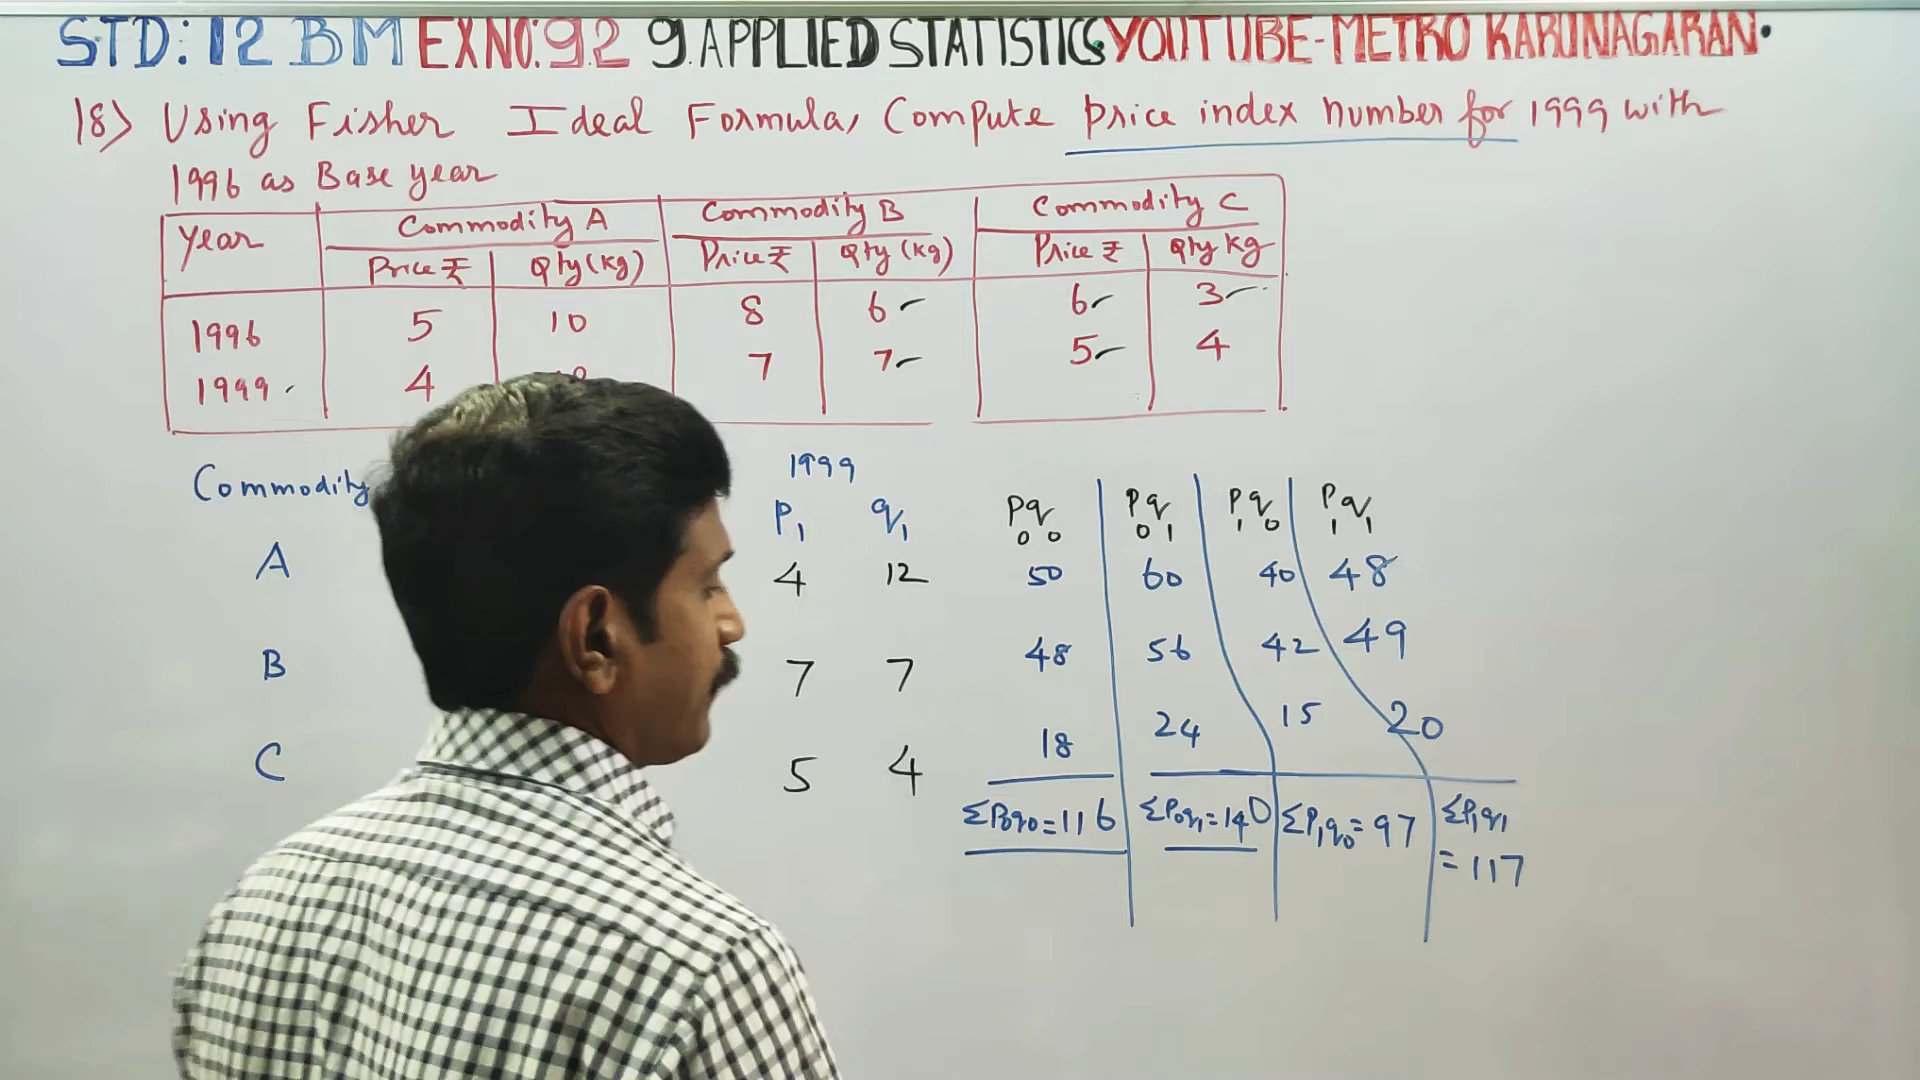 STD: 12 BM EX NO: 9.2 9. APPLIED STATISTICS YOUTUBE-METRO KARUNAGARAN.
18) Using Fisher Ideal Formula, Compute price index number for 1999 with
1996 as Base year
Year Commodity A Commodity B Commodity C
Price ₹ Qty (kg) Price ₹ Qty (kg) Price ₹ Qty kg
1996 5 10 8 6 6 3
1999 4 7 7 5 4
Commodity 1999
P₁ q₁ P₀q₀ P₀q₁ P₁q₀ P₁q₁
A 4 12 50 60 40 48
B 7 7 48 56 42 49
C 5 4 18 24 15 20
ΣP₀q₀ = 116 ΣP₀q₁ = 140 ΣP₁q₀ = 97 ΣP₁q₁
= 117